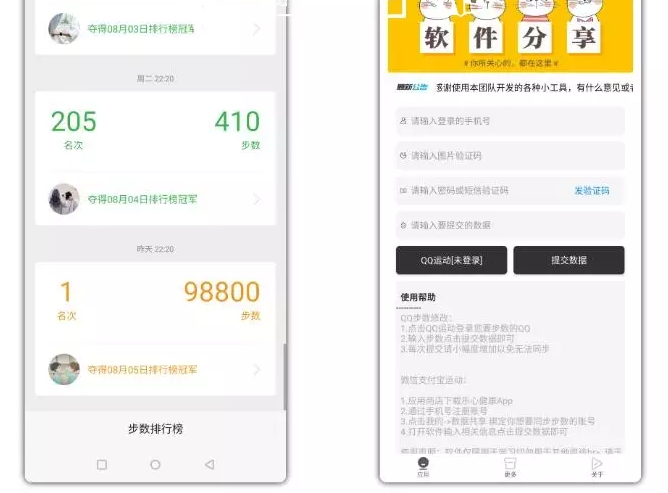 夺得08月03日排行榜冠军
周二 22:20
205
410
名次
步数
夺得08月04日排行榜冠军
昨天 22:20
1
98800
名次
步数
夺得08月05日排行榜冠军
步数排行榜
软件分享
#你所关心的，都在这里#
最新公告
感谢使用本团队开发的各种小工具，有什么意见或者
请输入登录的手机号
请输入图片验证码
请输入密码或短信验证码
发验证码
请输入要提交的数据
QQ运动[未登录]
提交数据
使用帮助
QQ步数修改：
1,点击QQ运动登录您要步数的QQ
2,输入步数点击提交数据即可
3,每次提交请小幅度增加以免无法同步
微信支付宝运动：
1,应用商店下载乐心健康App
2,通过手机号注册账号
3,点击我的->数据共享.绑定你想要同步步数的账号
4,打开软件输入相关信息点击提交数据即可
应用
更多
关于